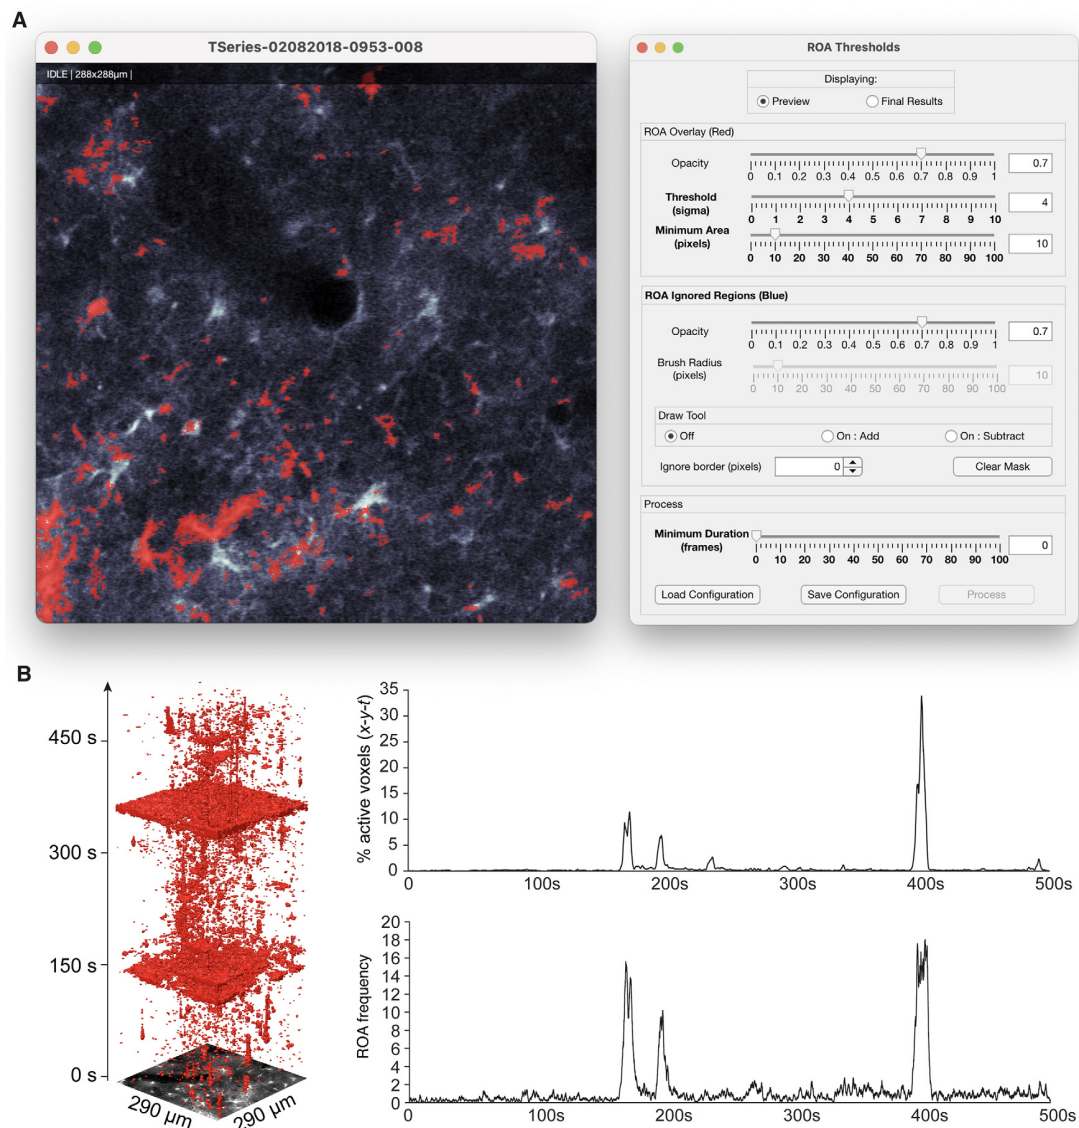 A
TSeries-02082018-0953-008
IDLE | 288x288µm |
ROA Thresholds
Displaying:
Preview
Final Results
ROA Overlay (Red)
Opacity
0 0.1 0.2 0.3 0.4 0.5 0.6 0.7 0.8 0.9 1
0.7
Threshold
(sigma)
0 1 2 3 4 5 6 7 8 9 10
4
Minimum Area
(pixels)
0 10 20 30 40 50 60 70 80 90 100
10
ROA Ignored Regions (Blue)
Opacity
0 0.1 0.2 0.3 0.4 0.5 0.6 0.7 0.8 0.9 1
0.7
Brush Radius
(pixels)
0 10 20 30 40 50 60 70 80 90 100
10
Draw Tool
Off
On : Add
On : Subtract
Ignore border (pixels)
0
Clear Mask
Process
Minimum Duration
(frames)
0 10 20 30 40 50 60 70 80 90 100
0
Load Configuration
Save Configuration
Process
B
450 s
300 s
150 s
0 s
290 µm
290 µm
% active voxels (x-y-t)
35
30
20
15
10
5
0
0 100s 200s 300s 400s 500s
ROA frequency
20
18
16
14
12
10
8
6
4
2
0
0 100s 200s 300s 400s 500s